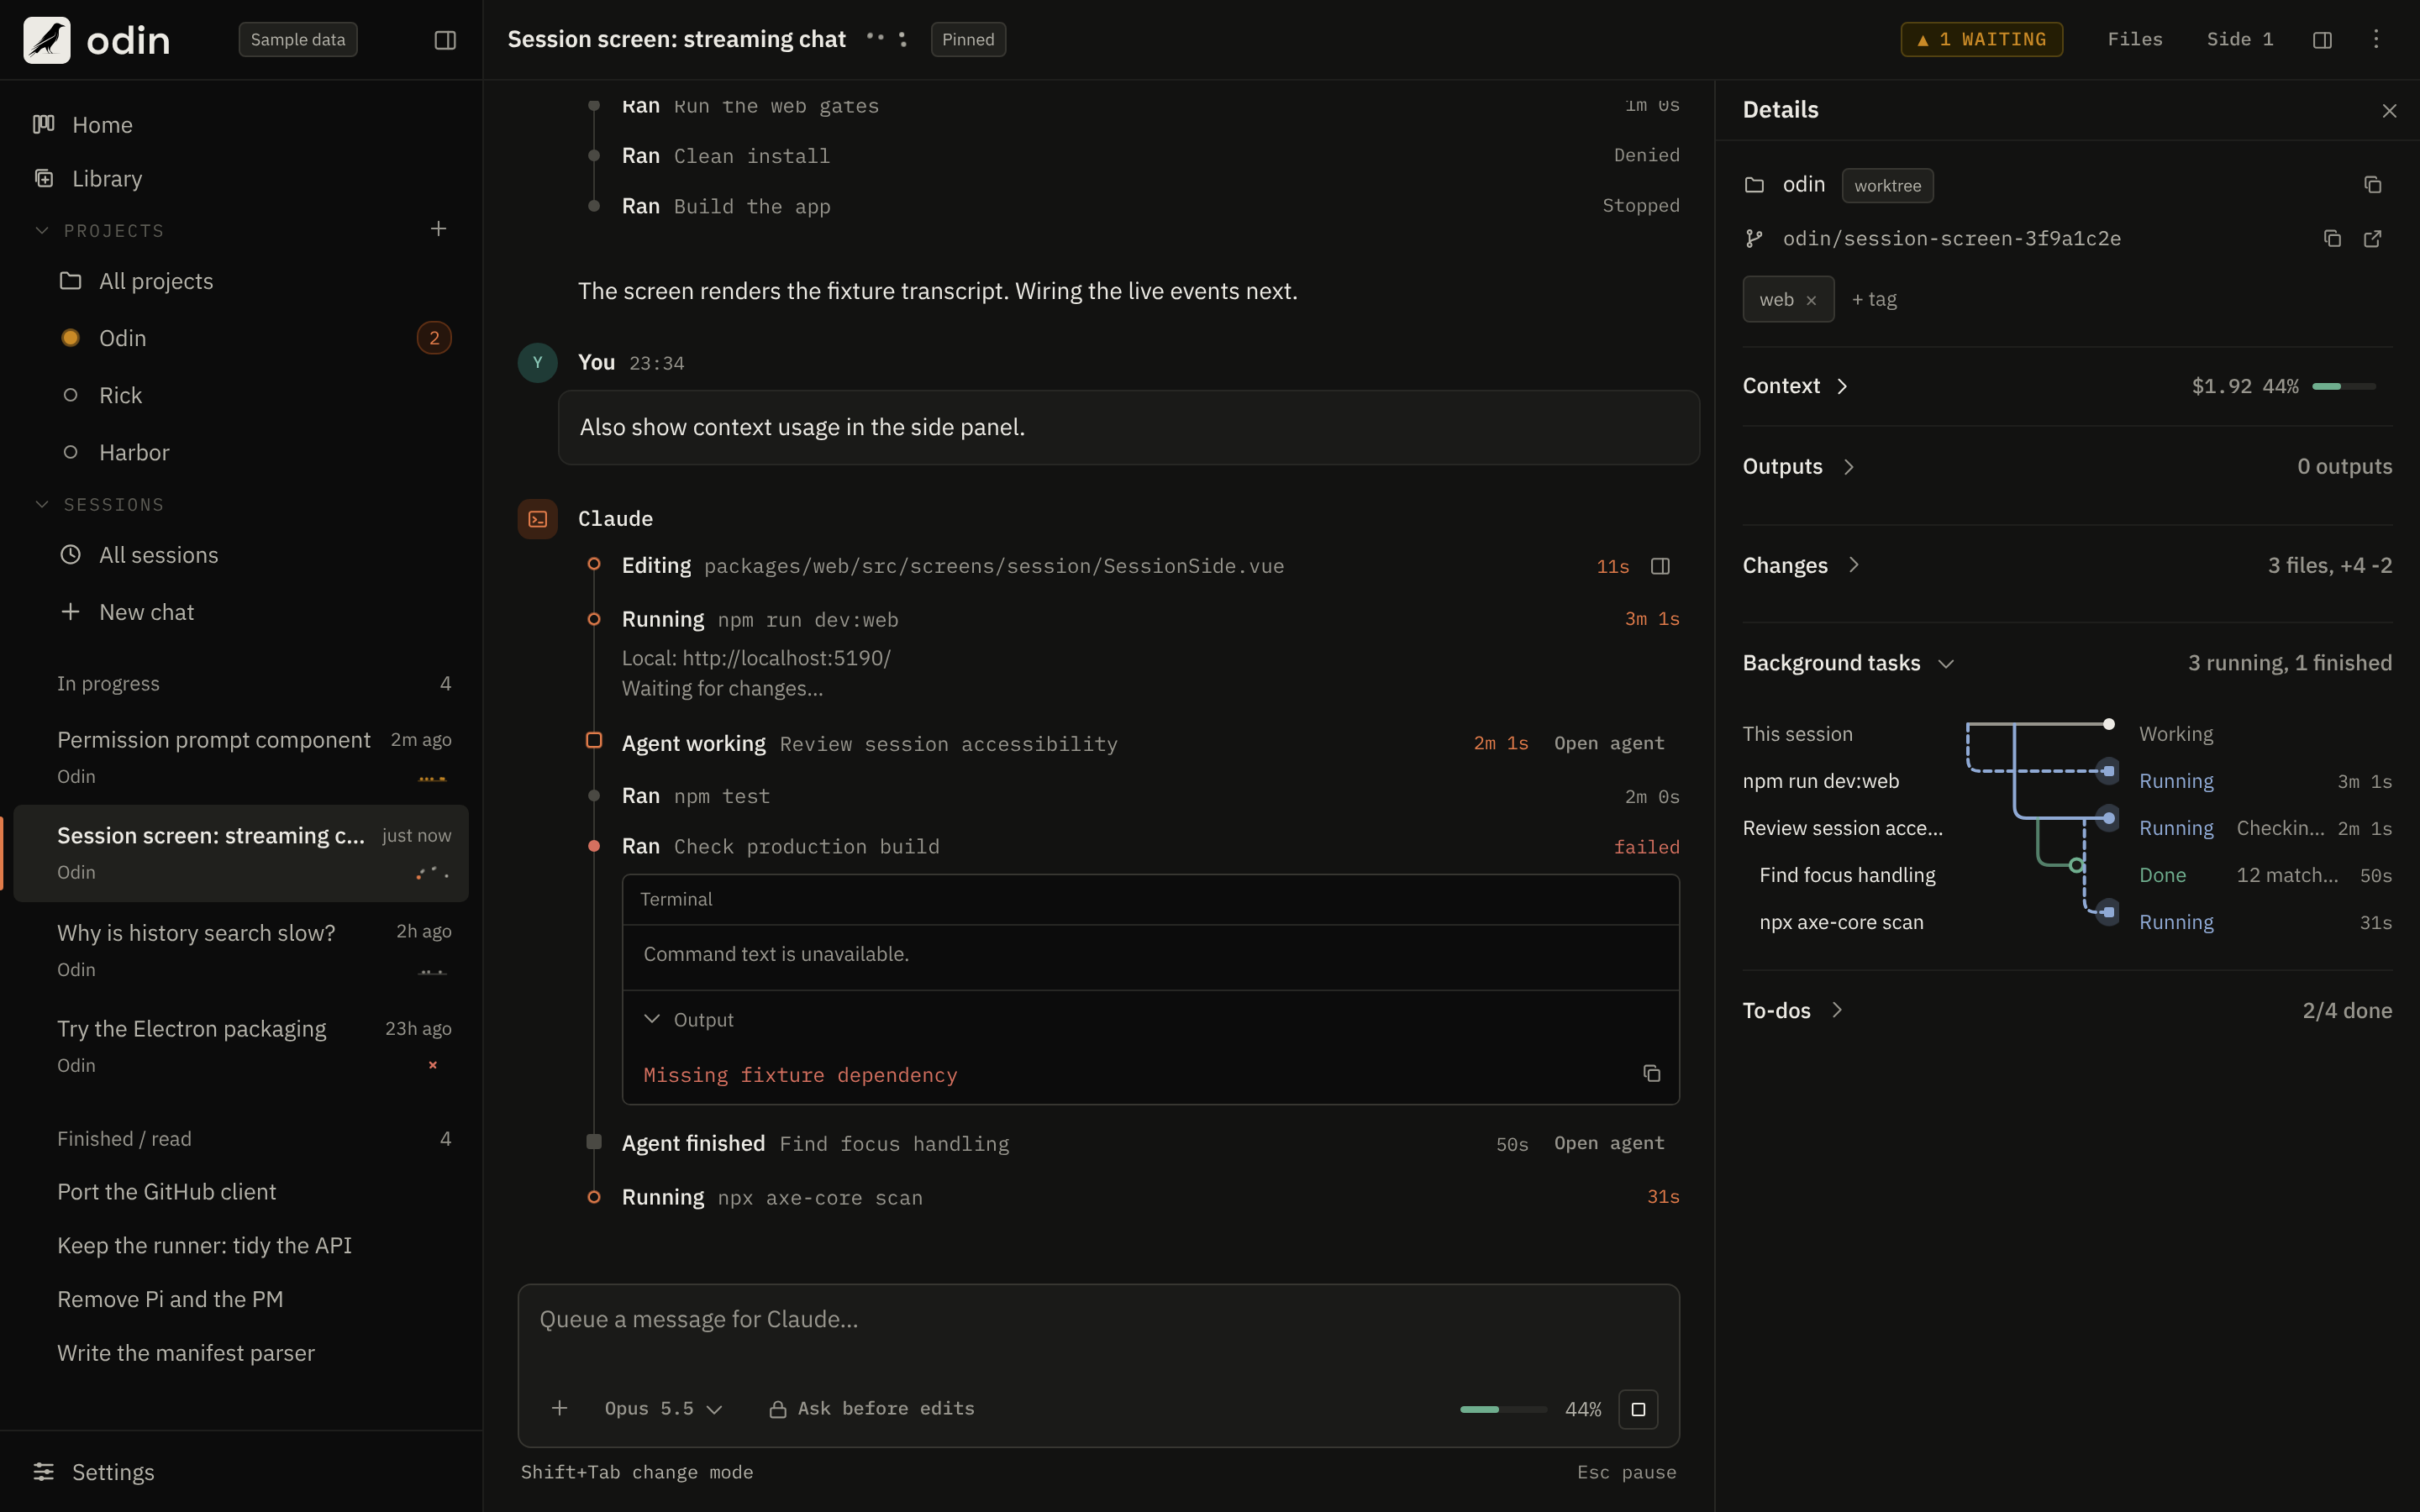 odin
Sample data
Home
Library
PROJECTS
All projects
Odin 2
Rick
Harbor
SESSIONS
All sessions
New chat
In progress 4
Permission prompt component 2m ago
Odin
Session screen: streaming c... just now
Odin
Why is history search slow? 2h ago
Odin
Try the Electron packaging 23h ago
Odin
Finished / read 4
Port the GitHub client
Keep the runner: tidy the API
Remove Pi and the PM
Write the manifest parser
Settings
Session screen: streaming chat
Pinned
▲ 1 WAITING
Files
Side 1
Ran Run the web gates 1m 0s
Ran Clean install Denied
Ran Build the app Stopped
The screen renders the fixture transcript. Wiring the live events next.
Y You 23:34
Also show context usage in the side panel.
Claude
Editing packages/web/src/screens/session/SessionSide.vue 11s
Running npm run dev:web 3m 1s
Local: http://localhost:5190/
Waiting for changes...
Agent working Review session accessibility 2m 1s Open agent
Ran npm test 2m 0s
Ran Check production build failed
Terminal
Command text is unavailable.
Output
Missing fixture dependency
Agent finished Find focus handling 50s Open agent
Running npx axe-core scan 31s
Queue a message for Claude...
Opus 5.5 Ask before edits 44%
Shift+Tab change mode Esc pause
Details
odin worktree
odin/session-screen-3f9a1c2e
web × + tag
Context $1.92 44%
Outputs 0 outputs
Changes 3 files, +4 -2
Background tasks 3 running, 1 finished
This session Working
npm run dev:web Running 3m 1s
Review session acce... Running Checkin... 2m 1s
Find focus handling Done 12 match... 50s
npx axe-core scan Running 31s
To-dos 2/4 done